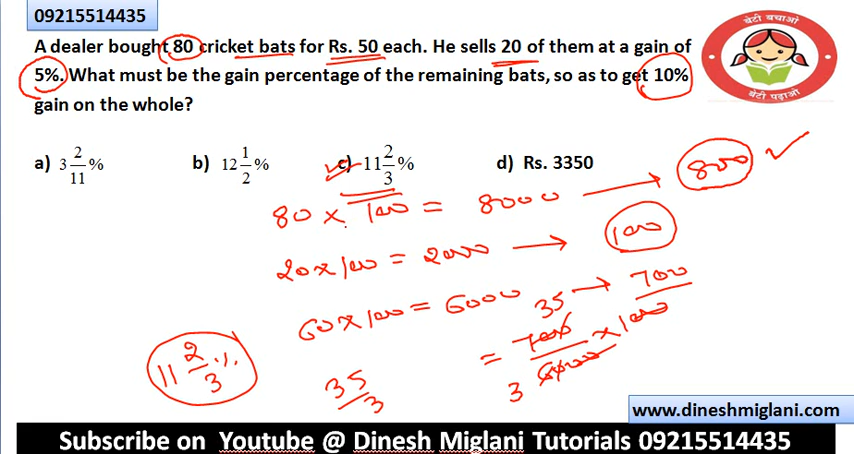 09215514435
बेटी बचाओ
A dealer bought 80 cricket bats for Rs. 50 each. He sells 20 of them at a gain of
5%. What must be the gain percentage of the remaining bats, so as to get 10%
gain on the whole?
बेटी पढ़ाओ
a) 3 2/11 % b) 12 1/2 % c) 11 2/3 % d) Rs. 3350
80 × 100 = 8000 → 800 ✓
20 × 100 = 2000 → 100
60 × 100 = 6000 → 700
35
= 700/6000 × 100
3
11 2/3 %
35/3
www.dineshmiglani.com
Subscribe on Youtube @ Dinesh Miglani Tutorials 09215514435